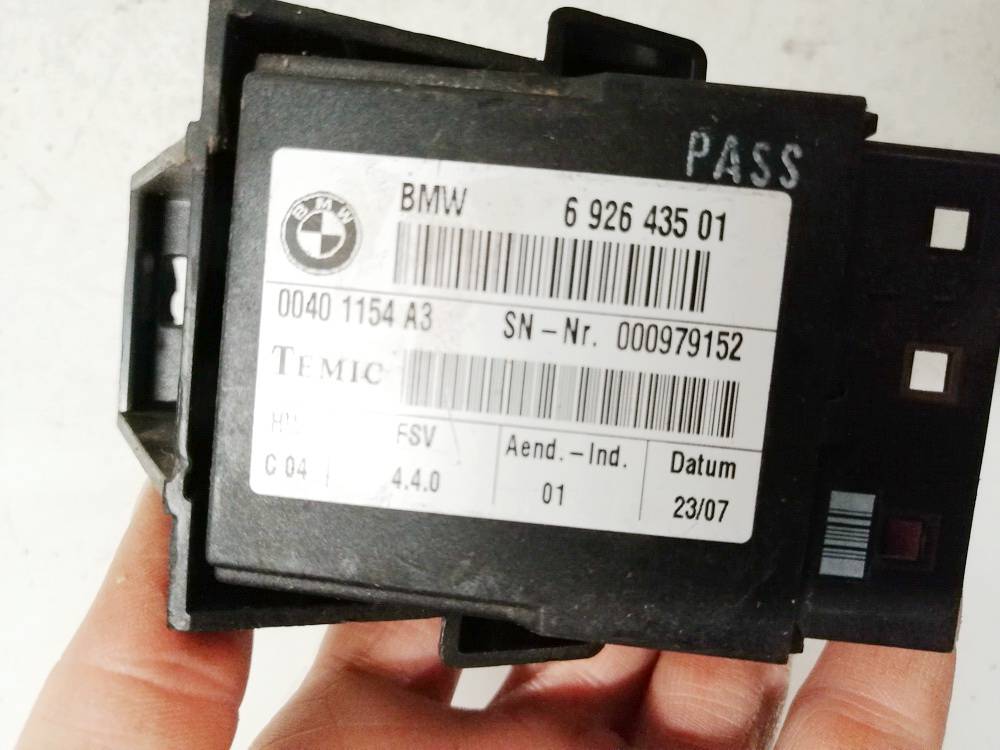 PASS
BMW 6 926 435 01
BMW
0040 1154 A3 SN-Nr. 000979152
TEMIC
FSV Aend.-Ind. Datum
C 04 4.4.0 01 23/07